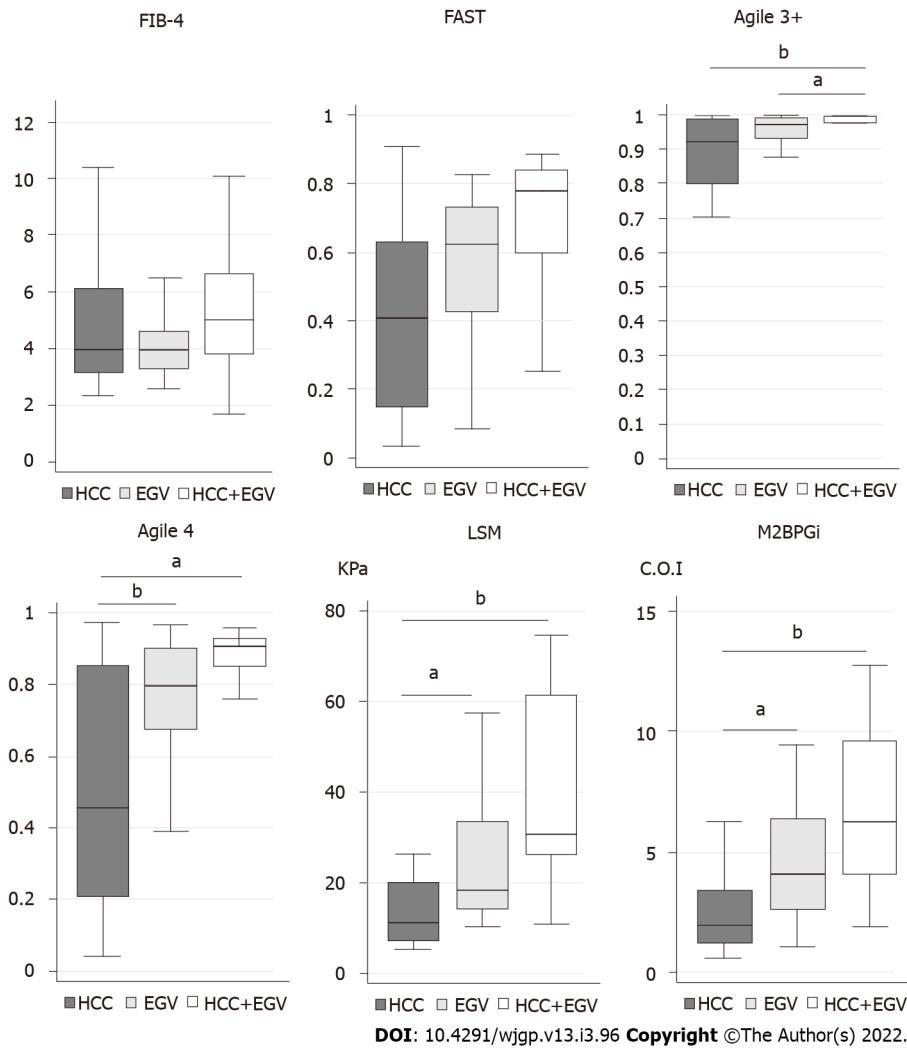 FIB-4
12
10
8
6
4
2
0
HCC EGV HCC+EGV
FAST
1
0.8
0.6
0.4
0.2
0
HCC EGV HCC+EGV
Agile 3+
b
a
1
0.9
0.8
0.7
0.6
0.5
0.4
0.3
0.2
0.1
0
HCC EGV HCC+EGV
Agile 4
a
b
1
0.8
0.6
0.4
0.2
0
HCC EGV HCC+EGV
LSM
KPa
b
a
80
60
40
20
0
HCC EGV HCC+EGV
M2BPGi
C.O.I
b
a
15
10
5
0
HCC EGV HCC+EGV
DOI: 10.4291/wjgp.v13.i3.96 Copyright ©The Author(s) 2022.